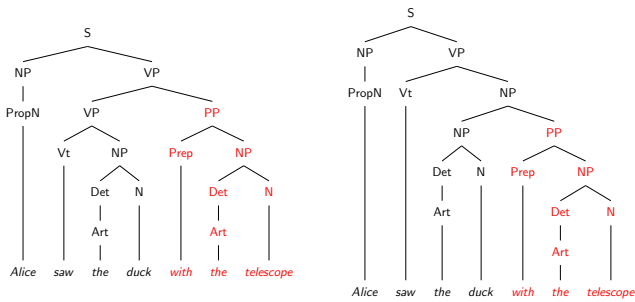 S
NP VP
PropN VP PP
Vt NP Prep NP
Det N Det N
Art Art
Alice saw the duck with the telescope
S
NP VP
PropN Vt NP
NP PP
Det N Prep NP
Art Det N
Art
Alice saw the duck with the telescope